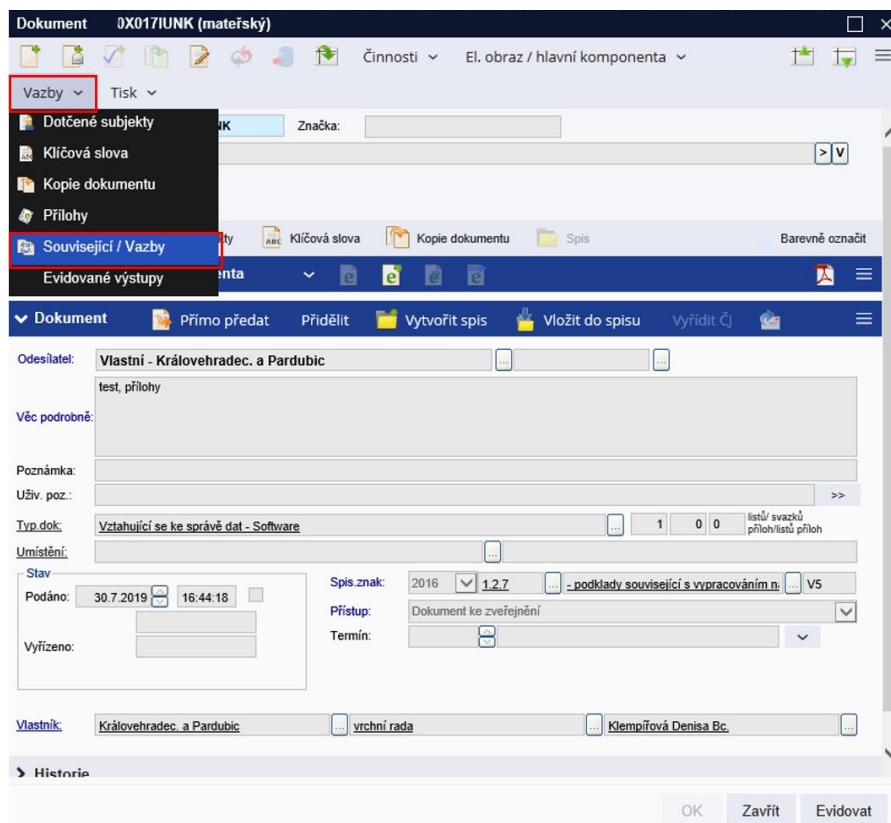 Dokument 0X017IUNK (mateřský)
Činnosti El. obraz / hlavní komponenta
Vazby Tisk
Dotčené subjekty
NK Značka:
Klíčová slova
> V
Kopie dokumentu
Přílohy
Související / Vazby
ty ABC Klíčová slova Kopie dokumentu Spis Barevně označit
Evidované výstupy
enta
Dokument Přímo předat Přidělit Vytvořit spis Vložit do spisu Vyřídit ČJ
Odesílatel: Vlastní - Královehradec. a Pardubic ... ...
test, přílohy
Věc podrobně:
Poznámka:
Uživ. poz.: >>
Typ.dok: Vztahující se ke správě dat - Software ... 1 0 0 listů/ svazků
příloh/listů příloh
Umístění: ...
Stav
Podáno: 30.7.2019 16:44:18
Vyřízeno:
Spis.znak: 2016 1.2.7 ... - podklady související s vypracováním n. ... V5
Přístup: Dokument ke zveřejnění
Termín:
Vlastník: Královehradec. a Pardubic ... vrchní rada ... Klempířová Denisa Bc. ...
Historie
OK Zavřít Evidovat